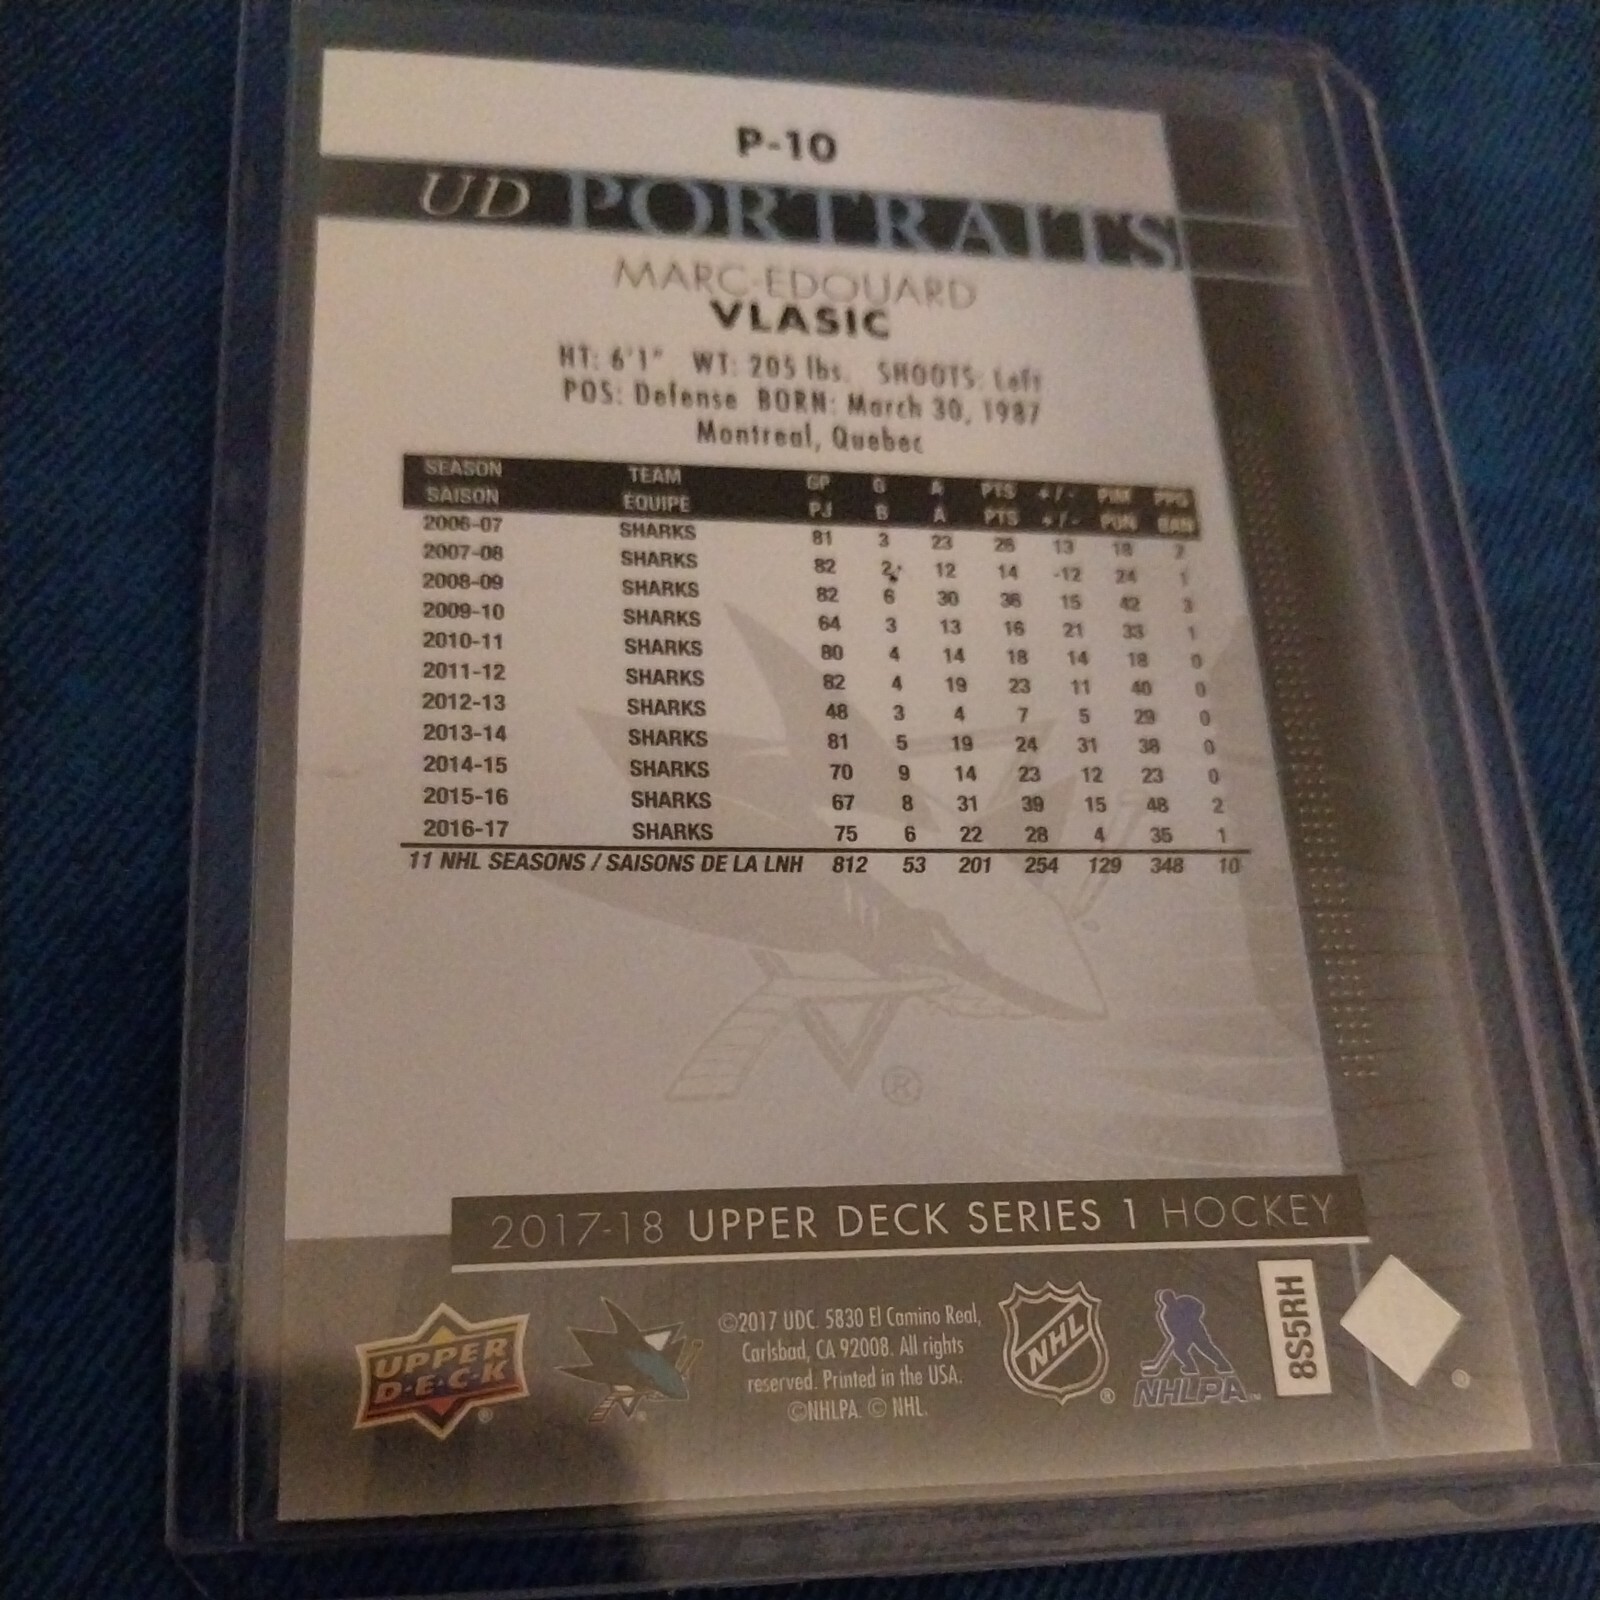 P-10
UD PORTRAITS
MARC-EDOUARD
VLASIC
HT: 6'1" WT: 205 lbs. SHOOTS: Left
POS: Defense BORN: March 30, 1987
Montreal, Quebec
SEASON TEAM GP G A PTS +/- PIM PPG
SAISON ÉQUIPE PJ B A PTS +/- PUN BAN
2006-07 SHARKS 81 3 23 26 13 18 2
2007-08 SHARKS 82 2 12 14 -12 24 1
2008-09 SHARKS 82 6 30 36 15 42 3
2009-10 SHARKS 64 3 13 16 21 33 1
2010-11 SHARKS 80 4 14 18 14 18 0
2011-12 SHARKS 82 4 19 23 11 40 0
2012-13 SHARKS 48 3 4 7 5 29 0
2013-14 SHARKS 81 5 19 24 31 38 0
2014-15 SHARKS 70 9 14 23 12 23 0
2015-16 SHARKS 67 8 31 39 15 48 2
2016-17 SHARKS 75 6 22 28 4 35 1
11 NHL SEASONS / SAISONS DE LA LNH 812 53 201 254 129 348 10
®
2017-18 UPPER DECK SERIES 1 HOCKEY
UPPER
D·E·C·K
®
®
©2017 UDC. 5830 El Camino Real,
Carlsbad, CA 92008. All rights
reserved. Printed in the USA.
©NHLPA. © NHL.
NHL
®
NHLPA™
8S5RH
®